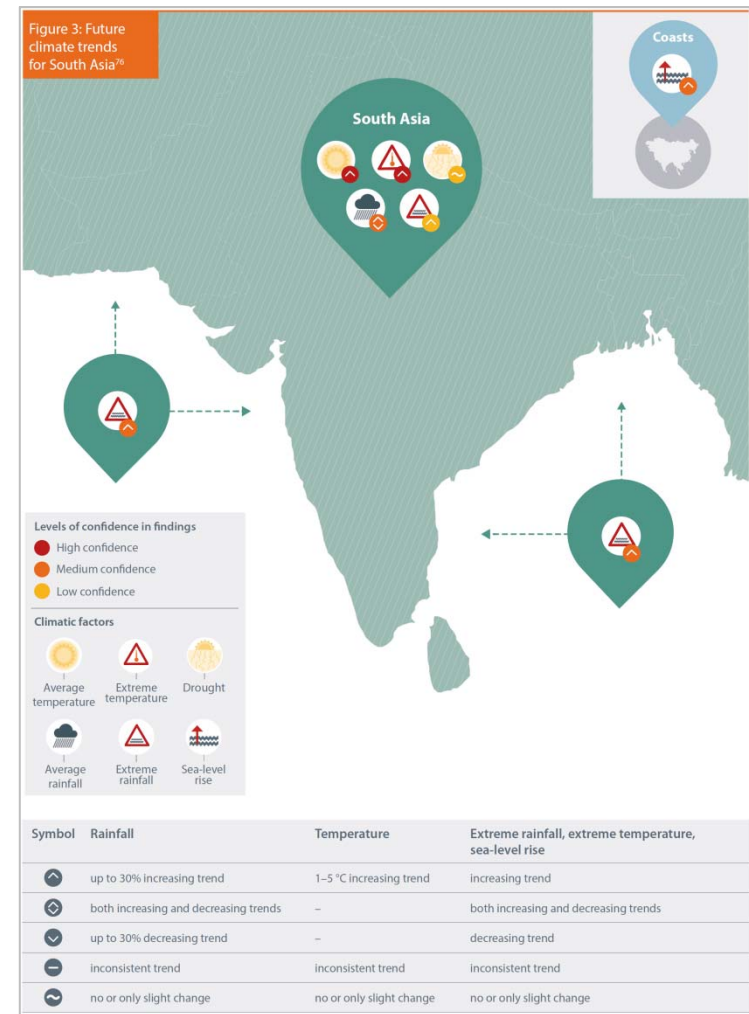 Figure 3: Future
climate trends
for South Asia⁷⁶
Coasts
South Asia
Levels of confidence in findings
High confidence
Medium confidence
Low confidence
Climatic factors
Average
temperature
Extreme
temperature
Drought
Average
rainfall
Extreme
rainfall
Sea-level
rise
Symbol Rainfall Temperature Extreme rainfall, extreme temperature,
sea-level rise
up to 30% increasing trend 1–5 °C increasing trend increasing trend
both increasing and decreasing trends – both increasing and decreasing trends
up to 30% decreasing trend – decreasing trend
inconsistent trend inconsistent trend inconsistent trend
no or only slight change no or only slight change no or only slight change